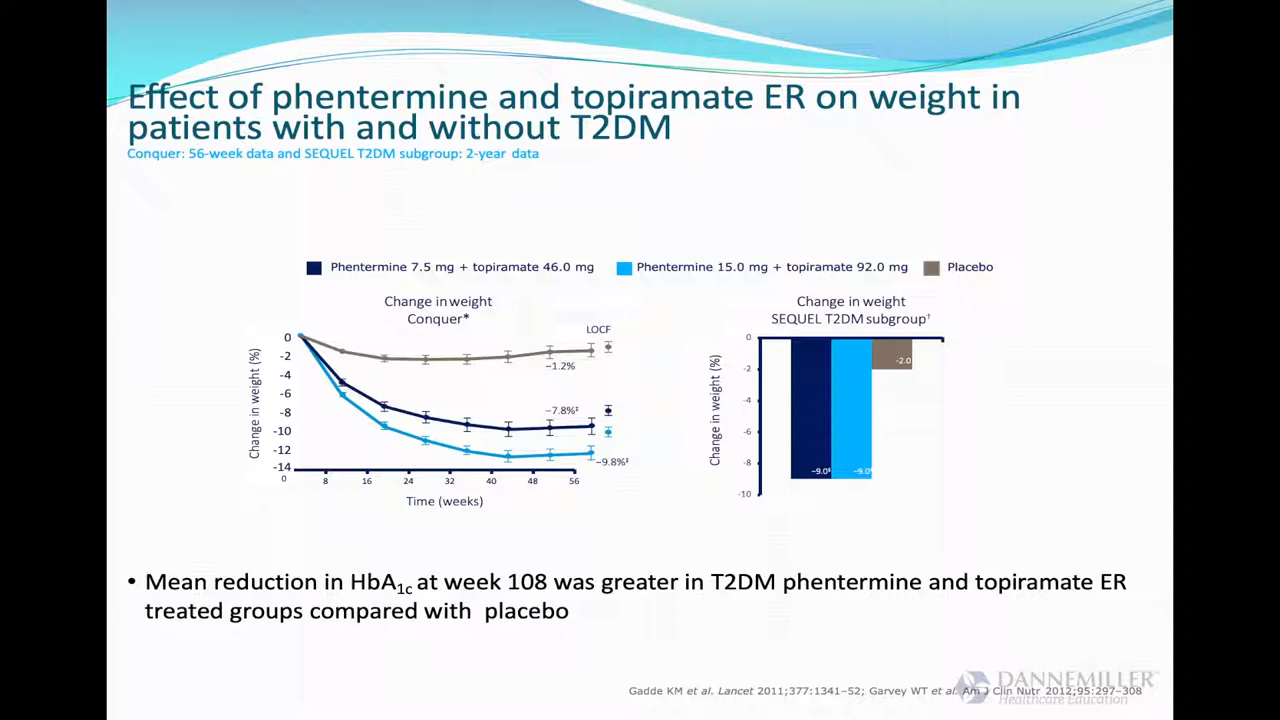 Effect of phentermine and topiramate ER on weight in
patients with and without T2DM
Conquer: 56-week data and SEQUEL T2DM subgroup: 2-year data
Phentermine 7.5 mg + topiramate 46.0 mg
Phentermine 15.0 mg + topiramate 92.0 mg
Placebo
Change in weight
Conquer*
LOCF
Change in weight (%)
0
-2
-4
-6
-8
-10
-12
-14
−1.2%
−7.8%‡
−9.8%‡
0
8
16
24
32
40
48
56
Time (weeks)
Change in weight
SEQUEL T2DM subgroup†
Change in weight (%)
0
-2
-4
-6
-8
-10
−9.0§
−9.0§
-2.0
• Mean reduction in HbA1c at week 108 was greater in T2DM phentermine and topiramate ER
treated groups compared with placebo
DANNEMILLER™
Healthcare Education
Gadde KM et al. Lancet 2011;377:1341–52; Garvey WT et al. Am J Clin Nutr 2012;95:297–308